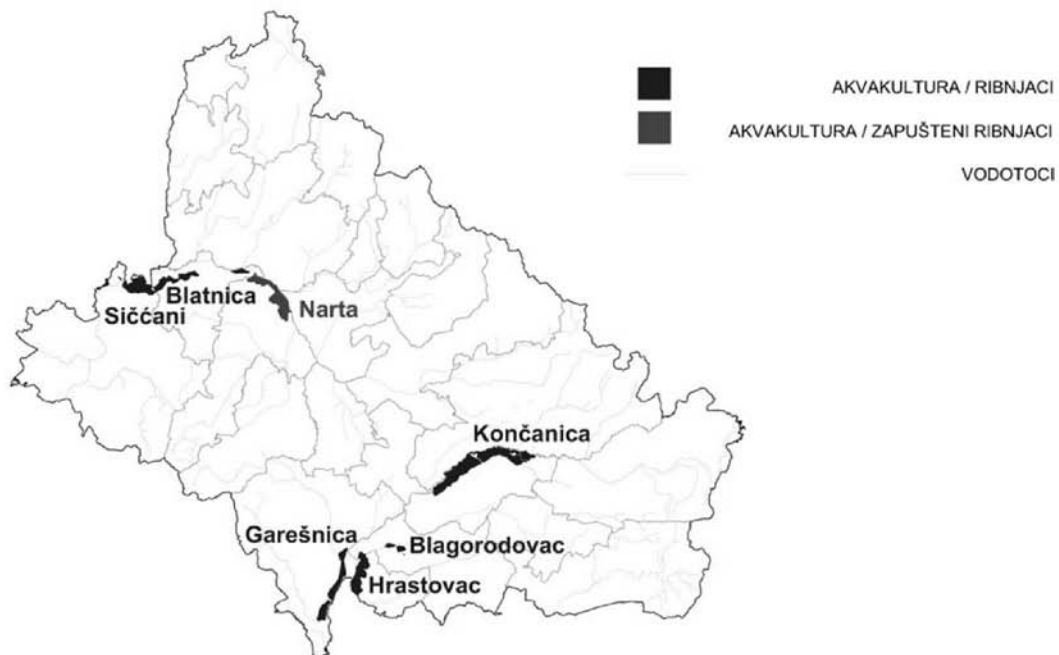 AKVAKULTURA / RIBNJACI
AKVAKULTURA / ZAPUŠTENI RIBNJACI
VODOTOCI
Blatnica
Siččani
Narta
Končanica
Garešnica
Blagorodovac
Hrastovac